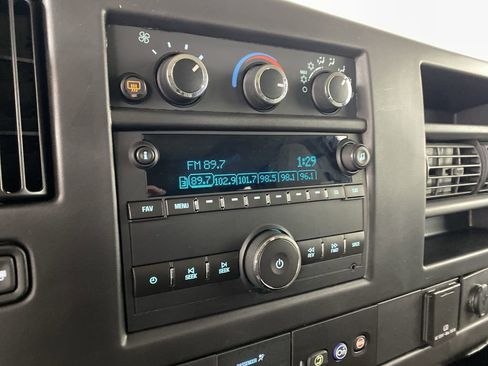 FM 89.7 1:29
89.7 102.9 101.7 98.5 98.1 96.1
FAV MENU
SEEK SEEK REV FWD
PASSENGER